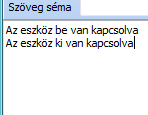 Szöveg séma
Az eszköz be van kapcsolva
Az eszköz ki van kapcsolva